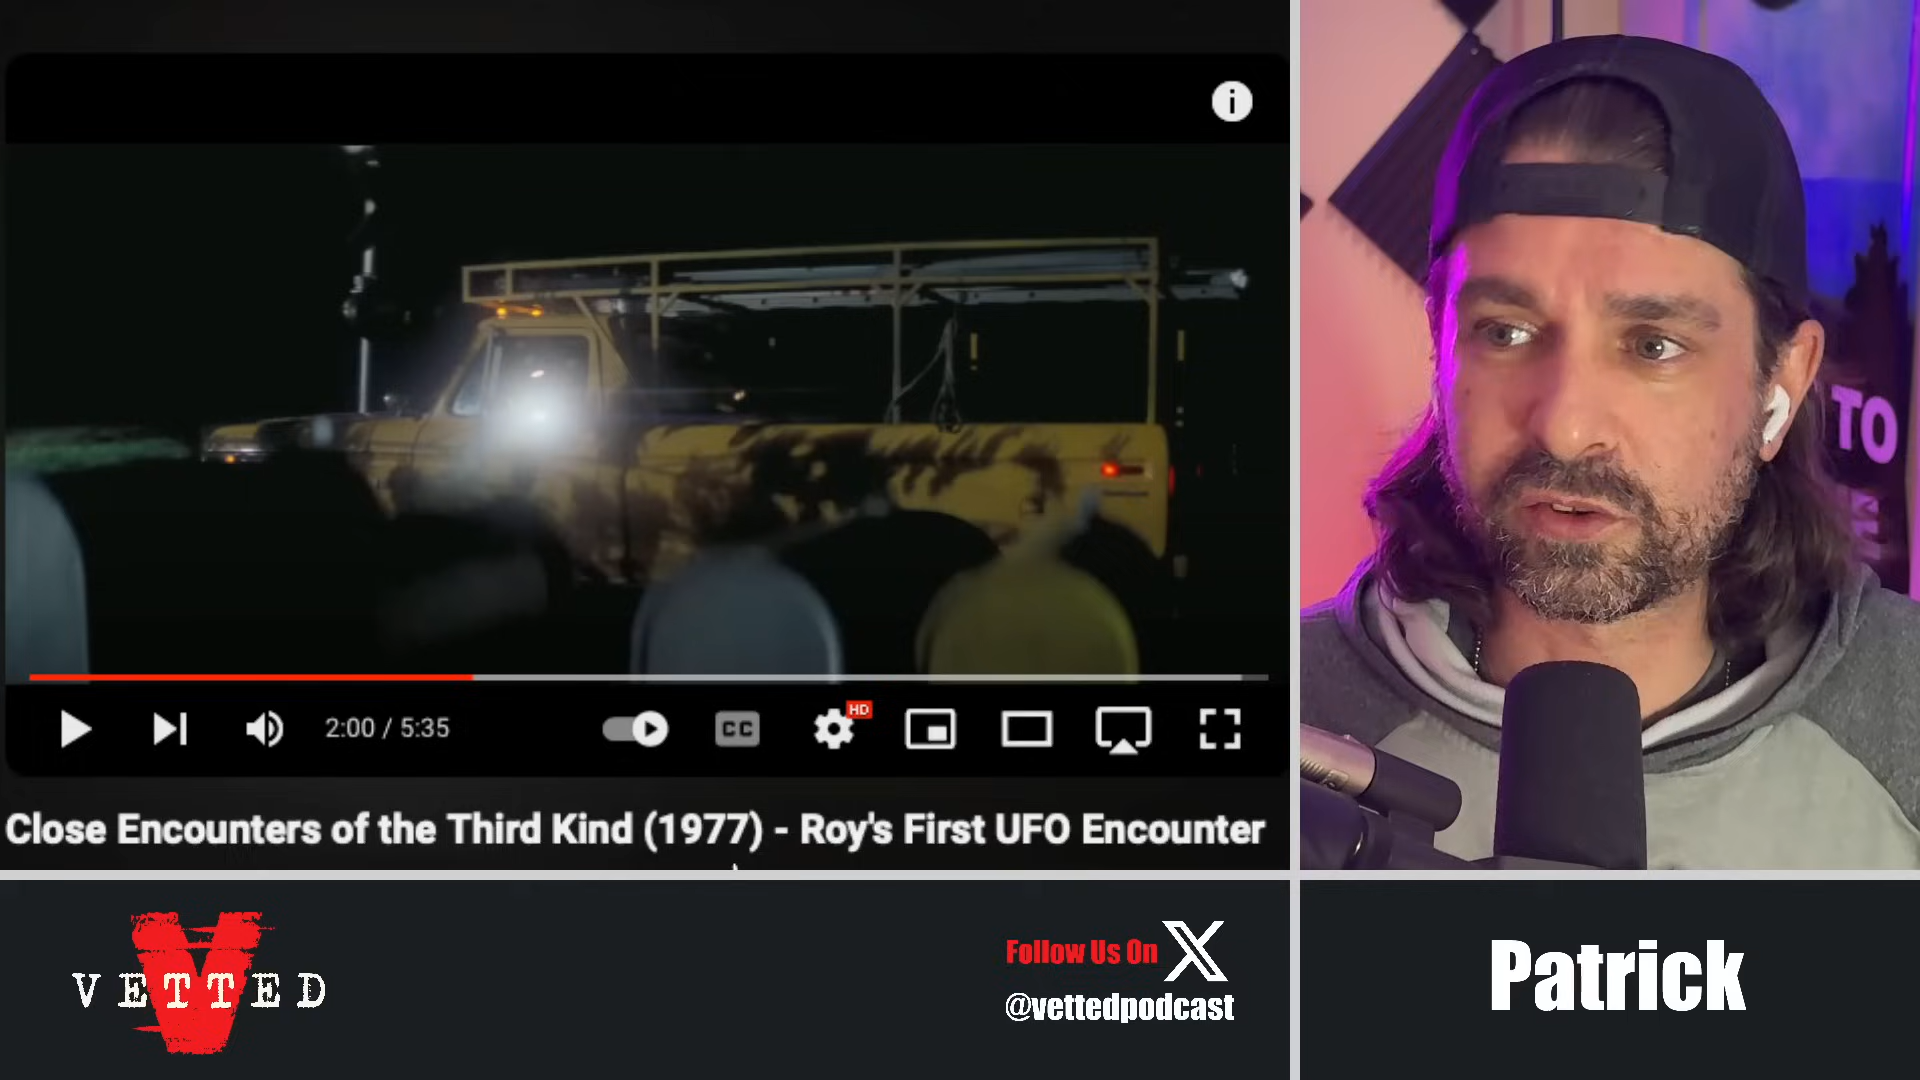 i
HD
2:00 / 5:35
CC
Close Encounters of the Third Kind (1977) - Roy's First UFO Encounter
TO
VETTED
Follow Us On X
@vettedpodcast
Patrick